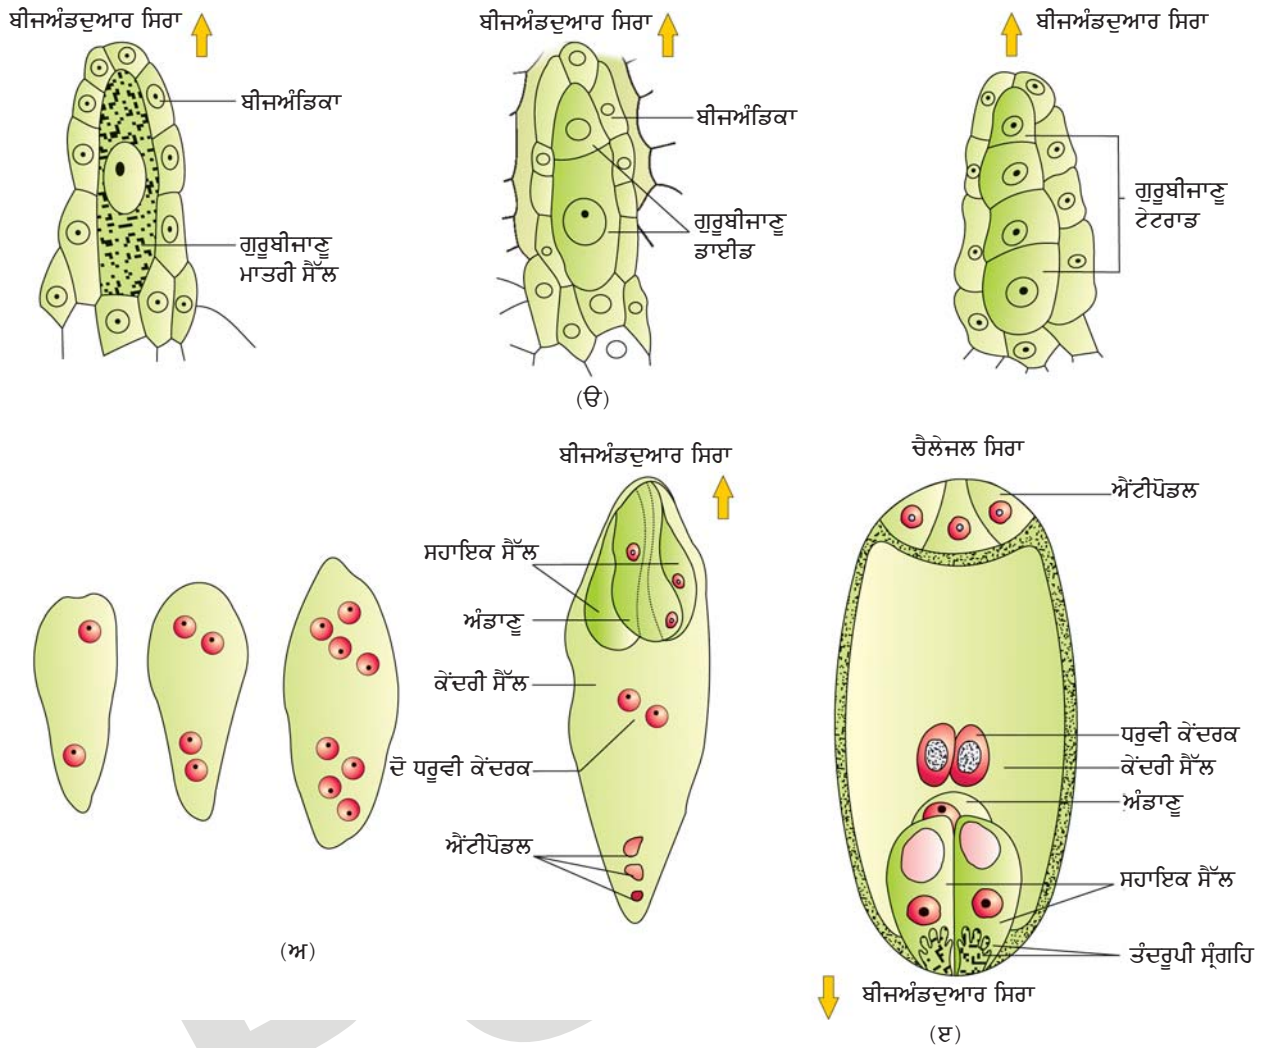 ਬੀਜਅੰਡਦੁਆਰ ਸਿਰਾ
ਬੀਜਅੰਡਿਕਾ
ਗੁਰੂਬੀਜਾਣੂ
ਮਾਤਰੀ ਸੈੱਲ
ਬੀਜਅੰਡਦੁਆਰ ਸਿਰਾ
ਬੀਜਅੰਡਿਕਾ
ਗੁਰੂਬੀਜਾਣੂ
ਡਾਈਡ
ਬੀਜਅੰਡਦੁਆਰ ਸਿਰਾ
ਗੁਰੂਬੀਜਾਣੂ
ਟੇਟਰਾਡ
(ੳ)
ਬੀਜਅੰਡਦੁਆਰ ਸਿਰਾ
ਸਹਾਇਕ ਸੈੱਲ
ਅੰਡਾਣੂ
ਕੇਂਦਰੀ ਸੈੱਲ
ਦੋ ਧਰੂਵੀ ਕੇਂਦਰਕ
ਐਂਟੀਪੋਡਲ
(ਅ)
ਚੈਲੇਜਲ ਸਿਰਾ
ਐਂਟੀਪੋਡਲ
ਧਰੁਵੀ ਕੇਂਦਰਕ
ਕੇਂਦਰੀ ਸੈੱਲ
ਅੰਡਾਣੂ
ਸਹਾਇਕ ਸੈੱਲ
ਤੰਦਰੂਪੀ ਸ੍ਰੰਗਹਿ
ਬੀਜਅੰਡਦੁਆਰ ਸਿਰਾ
(ੲ)